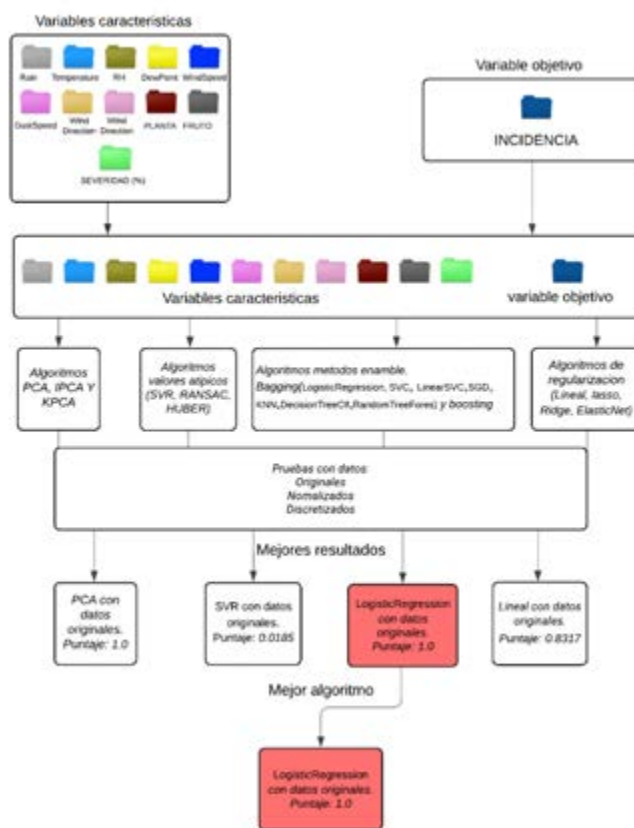 Variables caracteristicas
Rain Temperature RH DewPoint WindSpeed
GustSpeed Wind Direction Wind Direction PLANTA FRUTO
SEVERIDAD (%)
Variable objetivo
INCIDENCIA
Variables caracteristicas
variable objetivo
Algoritmos
PCA, IPCA Y
KPCA
Algoritmos
valores atipicos
(SVR, RANSAC,
HUBER)
Algoritmos metodos enamble.
Bagging(LogisticRegression, SVC, LinearSVC,SGD,
KNN,DecisionTreeClf,RandomTreeFores) y boosting
Algoritmos de
regularizacion
(Lineal, lasso,
Ridge, ElasticNet)
Pruebas con datos:
Originales
Nomalizados
Discretizados
Mejores resultados
PCA con
datos
originales.
Puntaje: 1.0
SVR con datos
originales.
Puntaje: 0.0185
LogisticRegression
con datos
originales.
Puntaje: 1.0
Lineal con datos
originales.
Puntaje: 0.8317
Mejor algoritmo
LogisticRegression
con datos originales.
Puntaje: 1.0